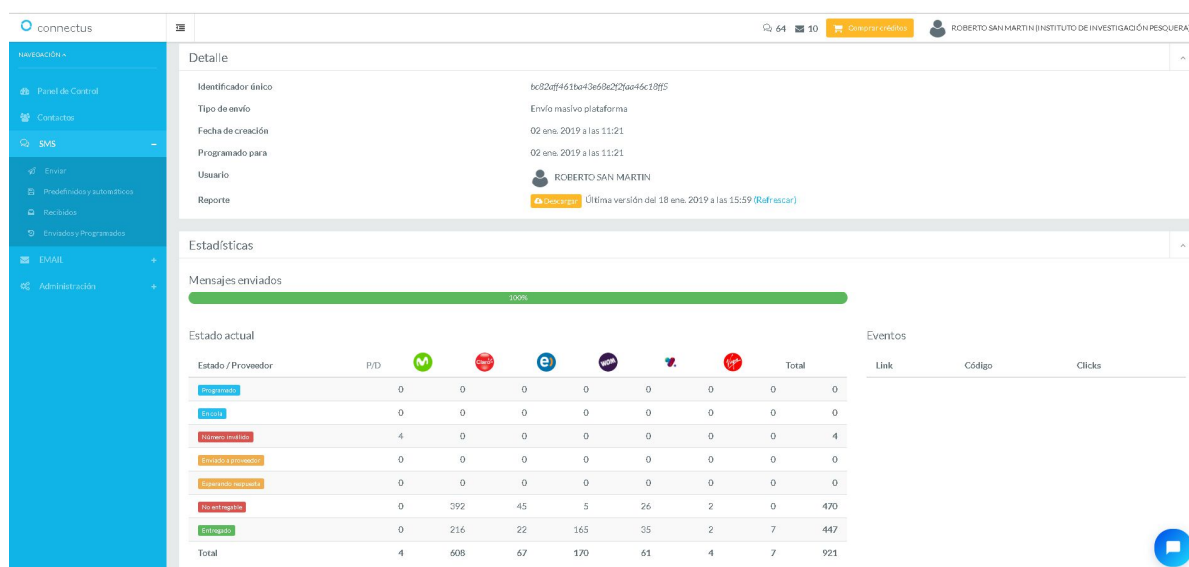 connectus
64 10 Comprar créditos ROBERTO SAN MARTIN (INSTITUTO DE INVESTIGACIÓN PESQUERA)
NAVEGACIÓN
Panel de Control
Contactos
SMS
Enviar
Predefinidos y automáticos
Recibidos
Enviados y Programados
EMAIL
Administración
Detalle
Identificador único bc82aff461ba43e68e2f2faa46c18ff5
Tipo de envío Envío masivo plataforma
Fecha de creación 02 ene. 2019 a las 11:21
Programado para 02 ene. 2019 a las 11:21
Usuario ROBERTO SAN MARTIN
Reporte Descargar Última versión del 18 ene. 2019 a las 15:59 (Refrescar)
Estadísticas
Mensajes enviados
100%
Estado actual
Estado / Proveedor P/D Claro e) WOM Virgin Total
Programado 0 0 0 0 0 0 0 0
En cola 0 0 0 0 0 0 0 0
Número inválido 4 0 0 0 0 0 0 4
Enviado a proveedor 0 0 0 0 0 0 0 0
Esperando respuesta 0 0 0 0 0 0 0 0
No entregable 0 392 45 5 26 2 0 470
Entregado 0 216 22 165 35 2 7 447
Total 4 608 67 170 61 4 7 921
Eventos
Link Código Clicks